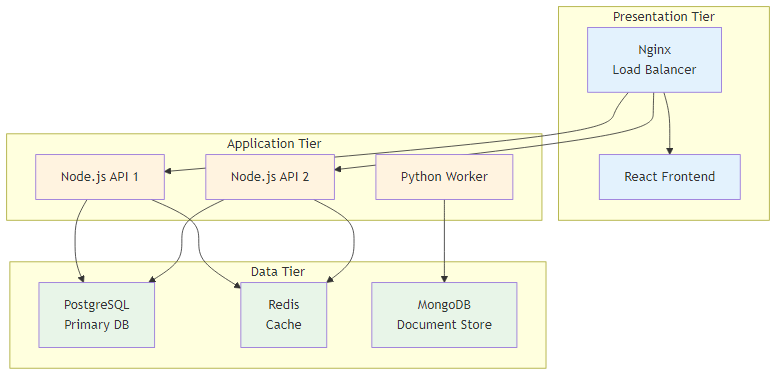 Presentation Tier
Nginx
Load Balancer
React Frontend
Application Tier
Node.js API 1
Node.js API 2
Python Worker
Data Tier
PostgreSQL
Primary DB
Redis
Cache
MongoDB
Document Store